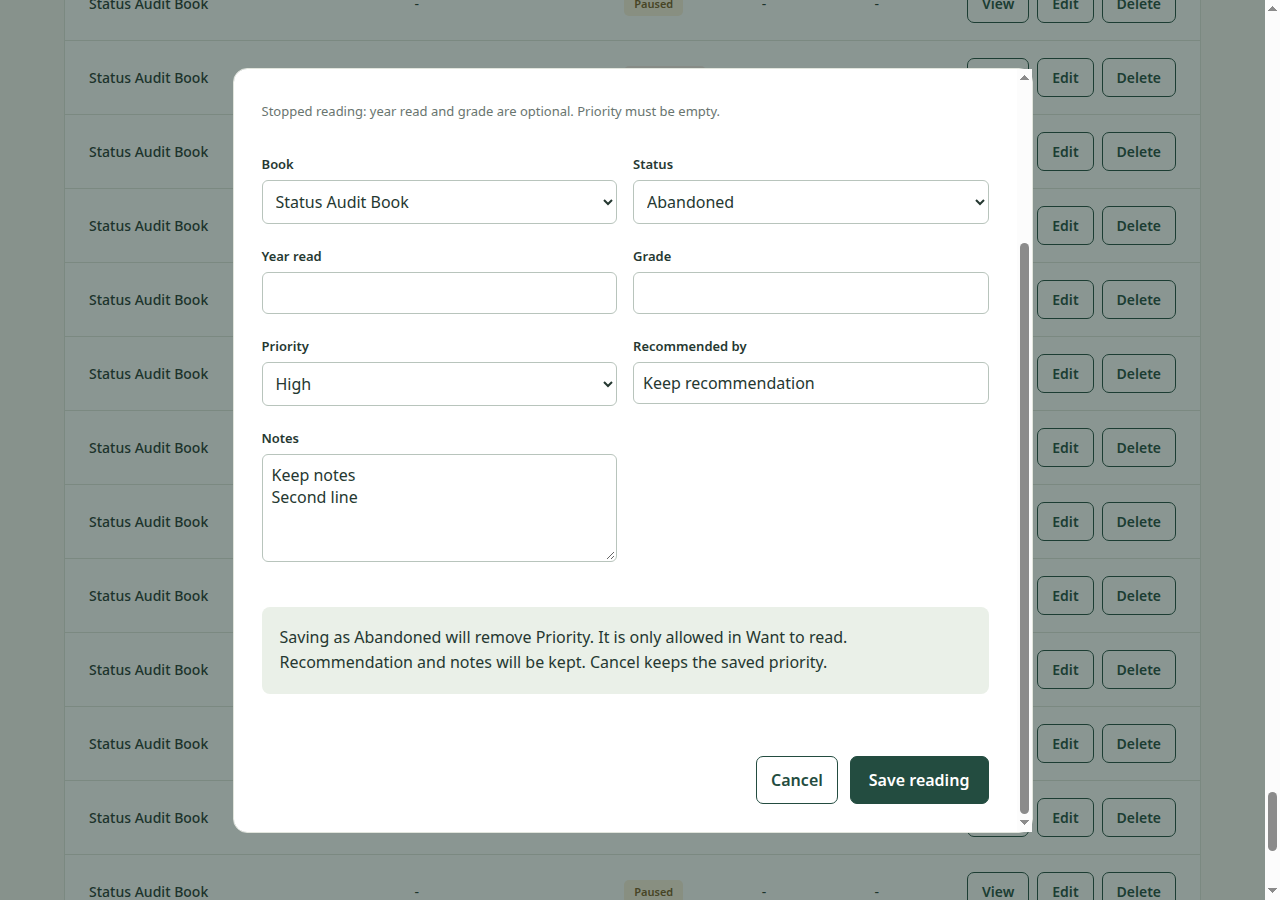 Status Audit Book - Paused - - View Edit Delete
Status Audit Book Edit Delete
Stopped reading: year read and grade are optional. Priority must be empty.
Status Audit Book Edit Delete
Book Status
Status Audit Book Abandoned
Status Audit Book Edit Delete
Year read Grade
Status Audit Book Edit Delete
Priority Recommended by
Status Audit Book Edit Delete
High Keep recommendation
Notes
Status Audit Book Edit Delete
Keep notes
Second line
Status Audit Book Edit Delete
Status Audit Book Edit Delete
Saving as Abandoned will remove Priority. It is only allowed in Want to read.
Recommendation and notes will be kept. Cancel keeps the saved priority.
Status Audit Book Edit Delete
Status Audit Book Edit Delete
Cancel Save reading
Status Audit Book Edit Delete
Status Audit Book - Paused - - View Edit Delete